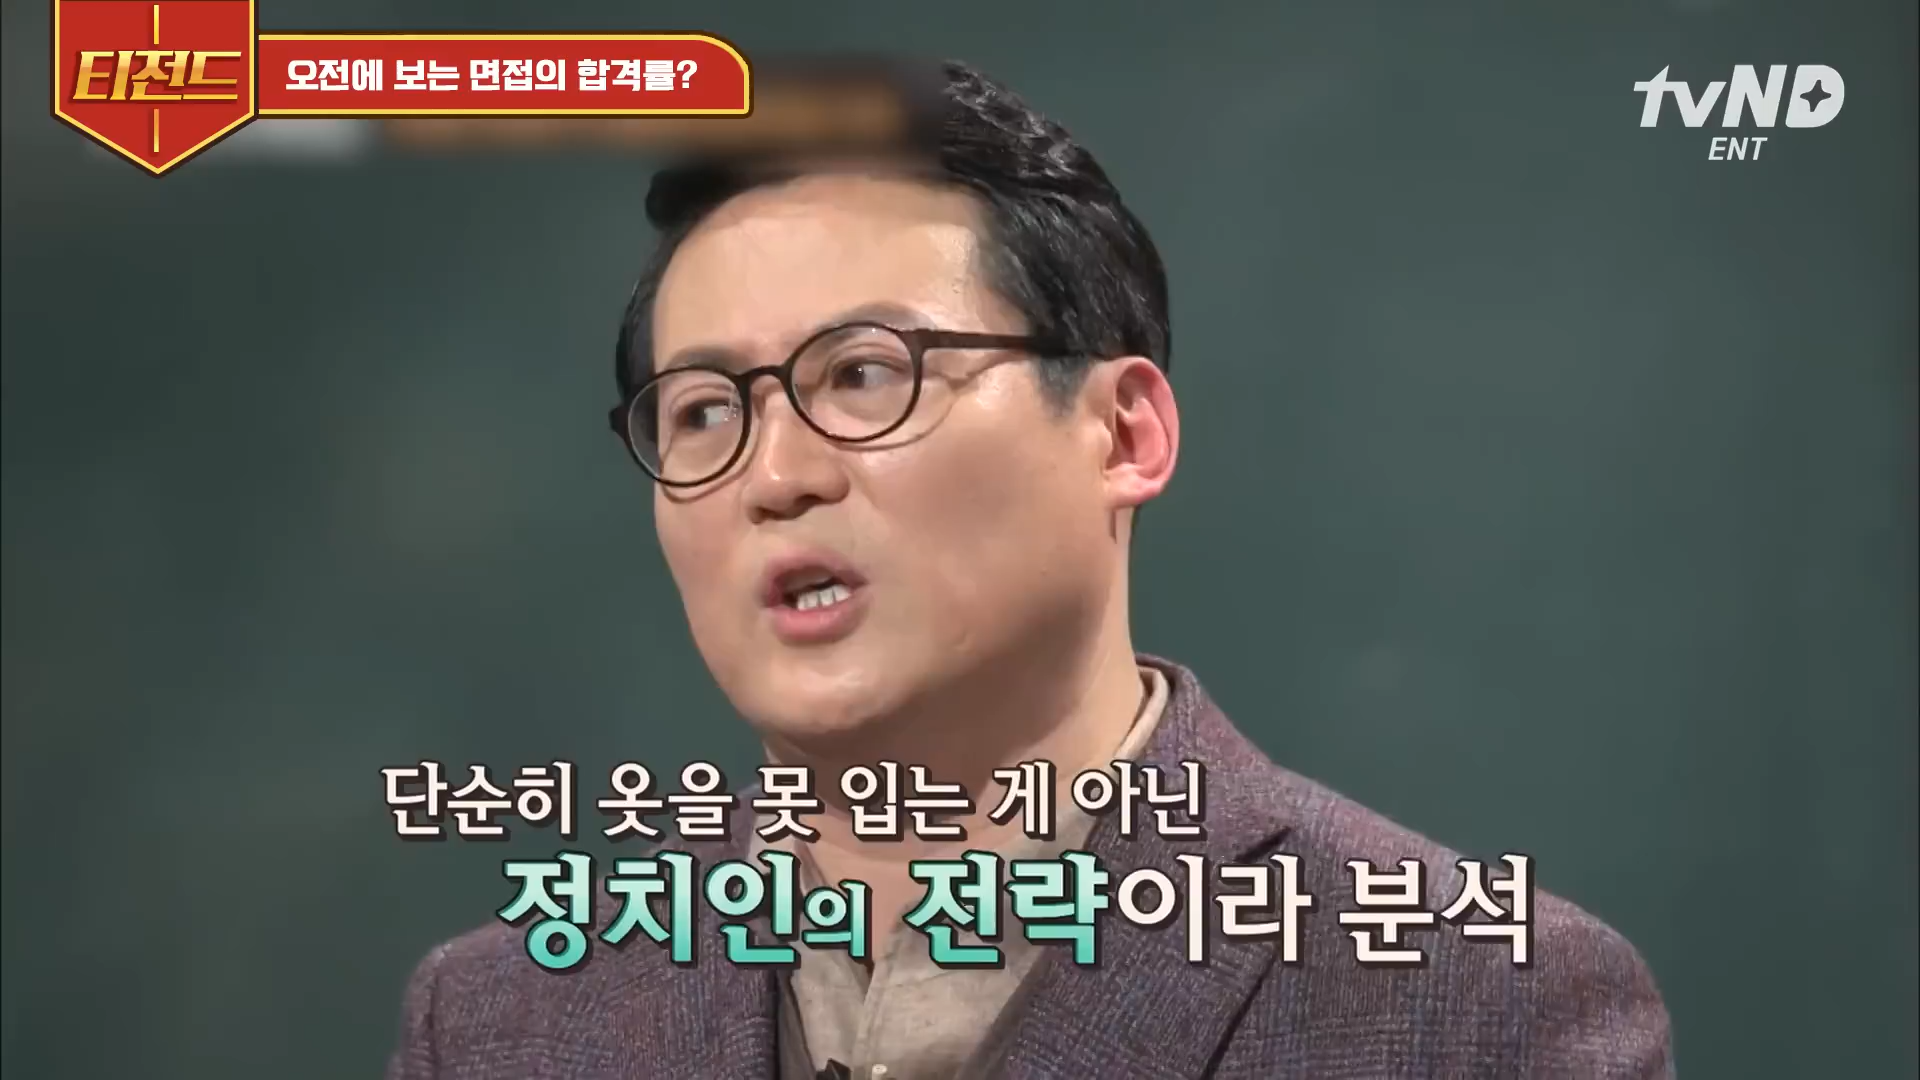 티전드
오전에 보는 면접의 합격률?
tvND
ENT
단순히 옷을 못 입는 게 아닌
정치인의 전략이라 분석